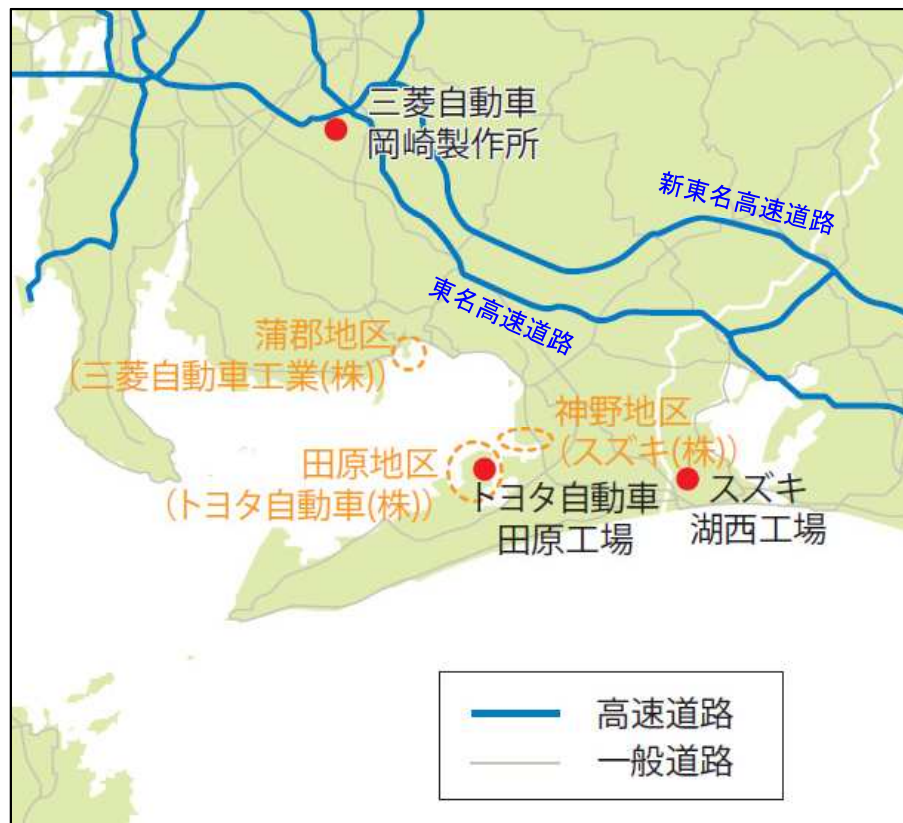 三菱自動車
岡崎製作所
新東名高速道路
東名高速道路
蒲郡地区
(三菱自動車工業(株))
神野地区
(スズキ(株))
田原地区
(トヨタ自動車(株))
トヨタ自動車
田原工場
スズキ
湖西工場
高速道路
一般道路